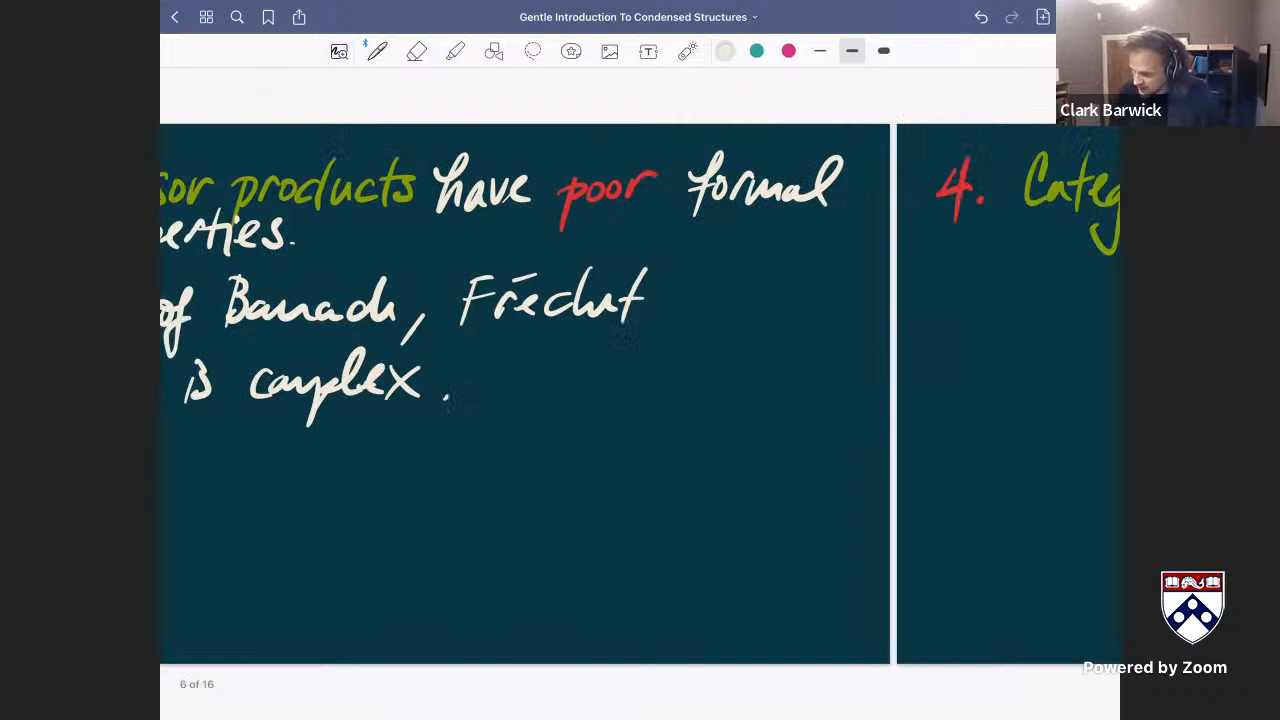 Gentle Introduction To Condensed Structures
Clark Barwick
sor products have poor formal
erties.
of Banach, Fréchet
is complex.
4. Categ
6 of 16
Powered by Zoom